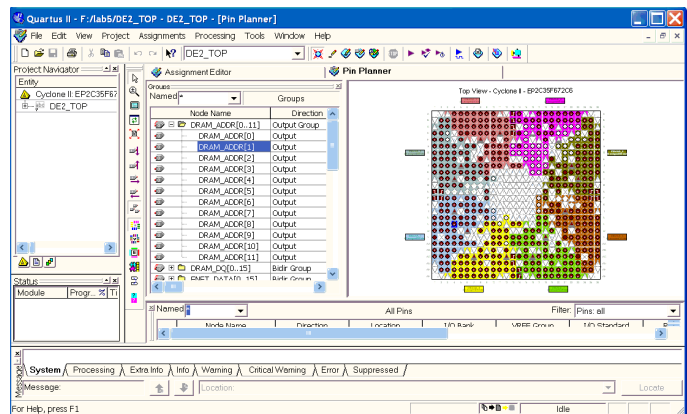 Quartus II - F:/lab5/DE2_TOP - DE2_TOP - [Pin Planner]
File Edit View Project Assignments Processing Tools Window Help
DE2_TOP
Project Navigator
Entity
Cyclone II: EP2C35F67
DE2_TOP
Assignment Editor
Pin Planner
Groups
Named: *
Groups
Node Name Direction
DRAM_ADDR[0..11] Output Group
DRAM_ADDR[0] Output
DRAM_ADDR[1] Output
DRAM_ADDR[2] Output
DRAM_ADDR[3] Output
DRAM_ADDR[4] Output
DRAM_ADDR[5] Output
DRAM_ADDR[6] Output
DRAM_ADDR[7] Output
DRAM_ADDR[8] Output
DRAM_ADDR[9] Output
DRAM_ADDR[10] Output
DRAM_ADDR[11] Output
DRAM_DQ[0..15] Bidir Group
ENET_DATA[0..15] Bidir Group
Top View - Cyclone II - EP2C35F672C6
Status
Module Progr... % Ti
Named: *
All Pins
Filter: Pins: all
Node Name Direction Location I/O Bank VREF Group I/O Standard
System Processing Extra Info Info Warning Critical Warning Error Suppressed
Message:
Location:
Locate
Messages
For Help, press F1
Idle